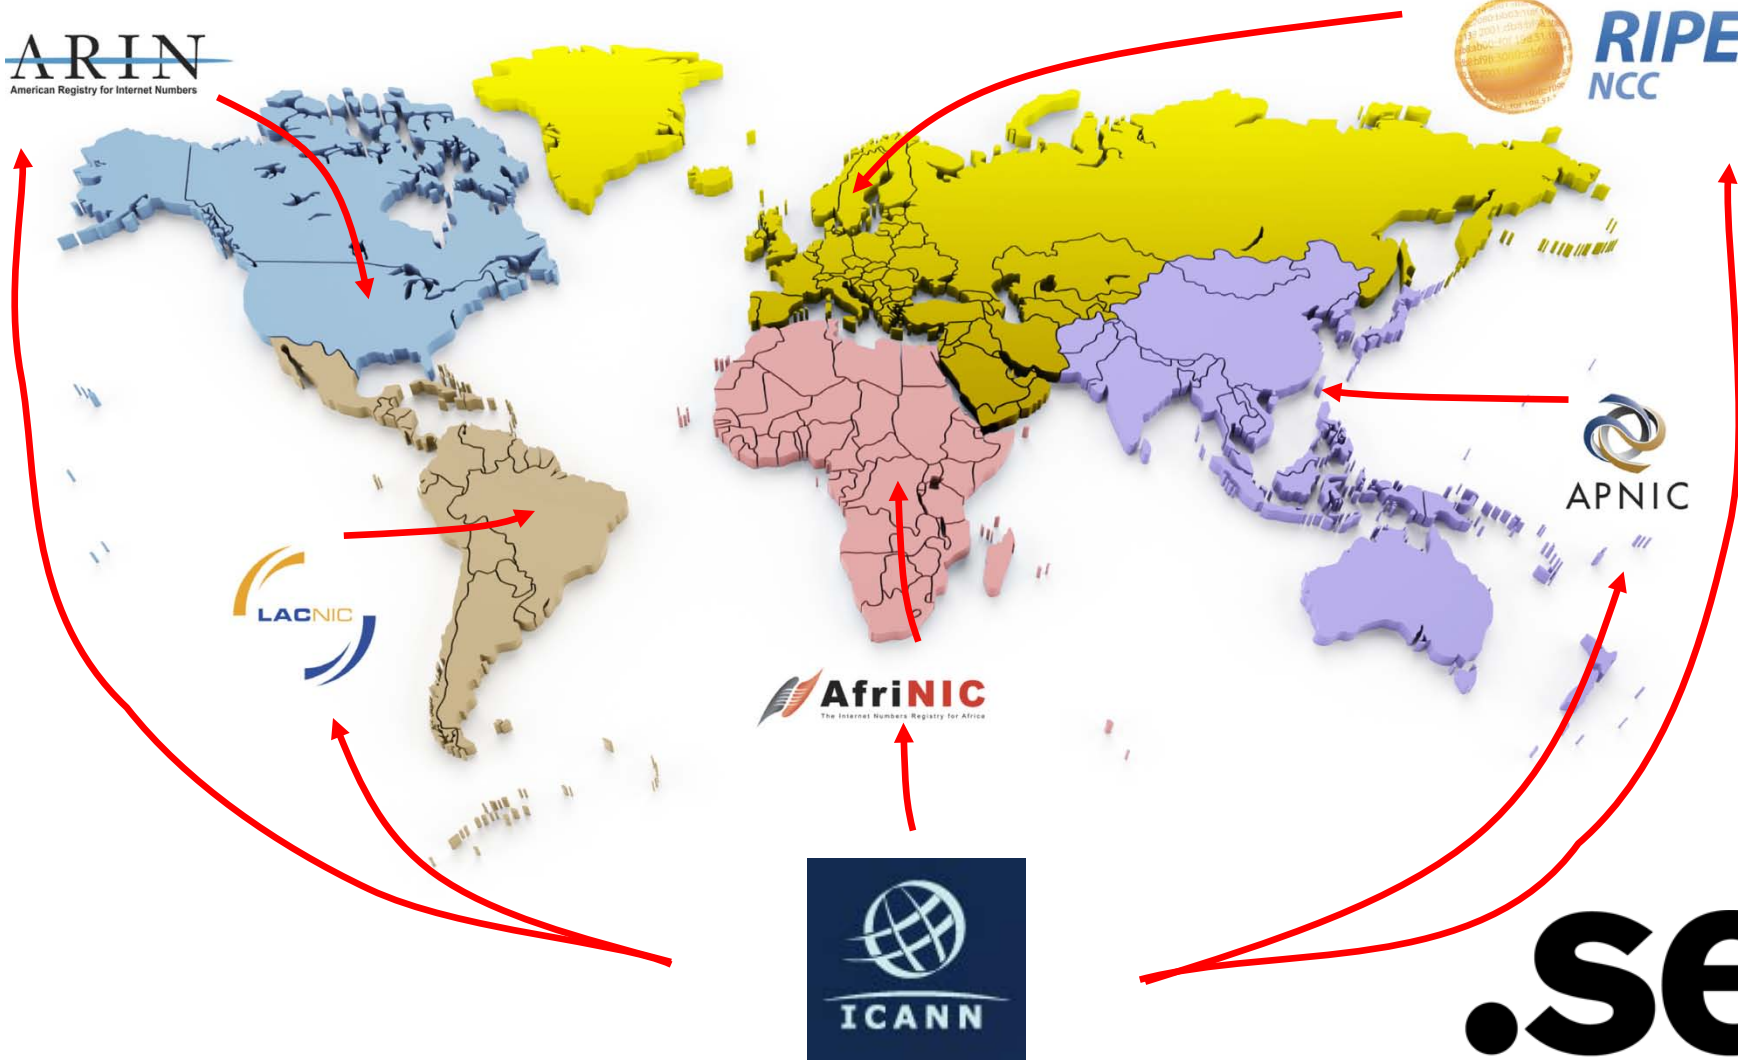 ARIN
American Registry for Internet Numbers
RIPE
NCC
APNIC
LACNIC
AfriNIC
The Internet Numbers Registry for Africa
ICANN
.se